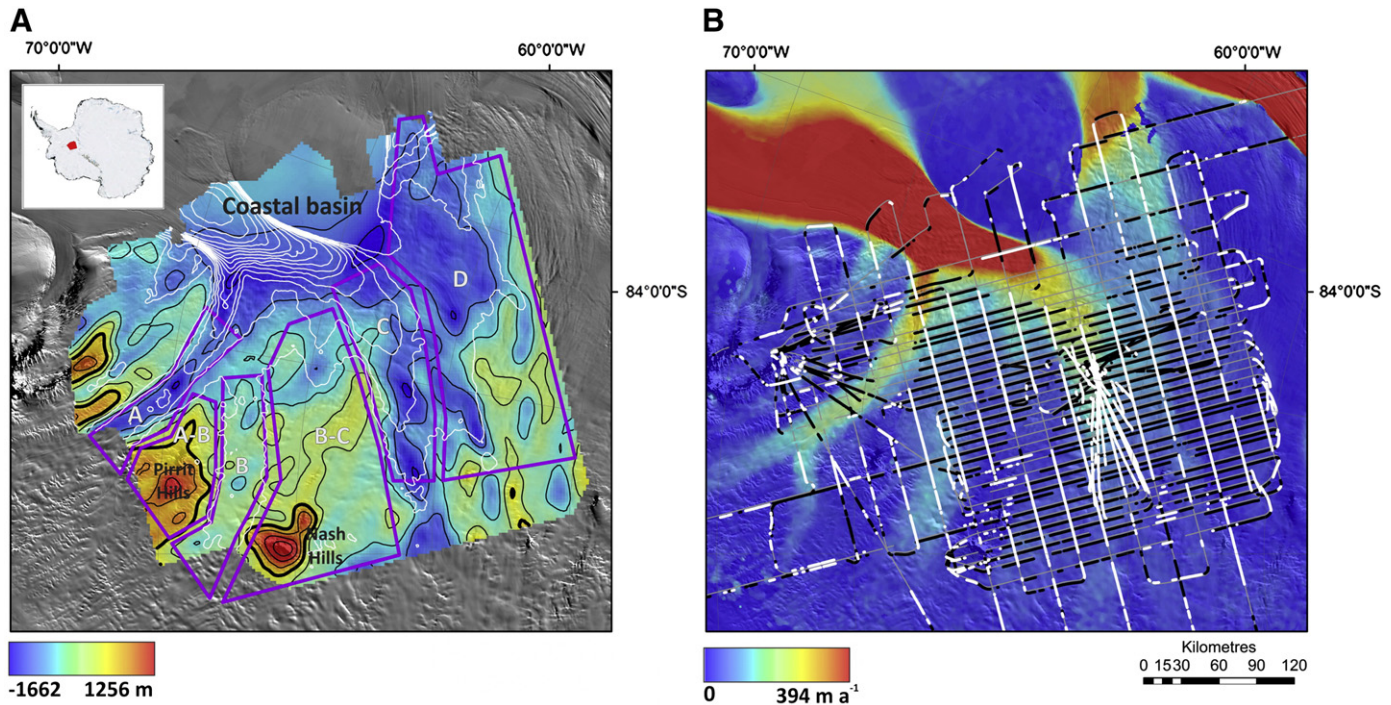 A
B
70°0'0"W
60°0'0"W
70°0'0"W
60°0'0"W
Coastal basin
D
84°0'0"S
84°0'0"S
C
A
A-B
B-C
B
Pirrit
Hills
Nash
Hills
-1662 1256 m
0 394 m a-1
Kilometres
0 15 30 60 90 120